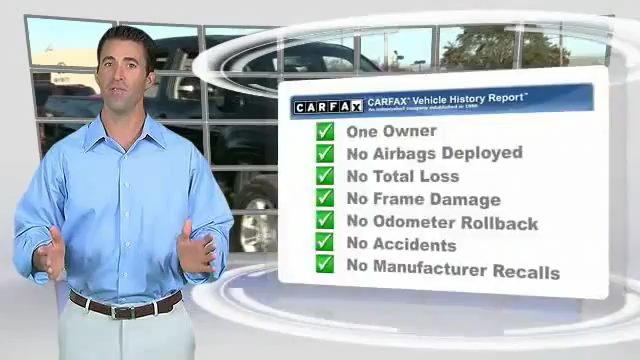 CARFAX CARFAX Vehicle History Report™
An independent company established in 1986
One Owner
No Airbags Deployed
No Total Loss
No Frame Damage
No Odometer Rollback
No Accidents
No Manufacturer Recalls